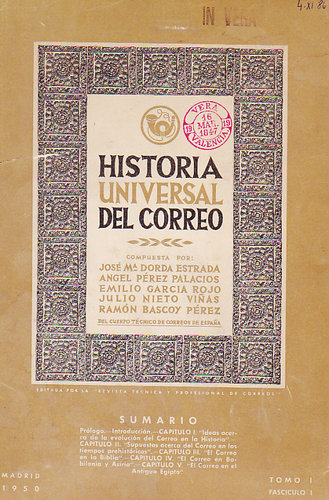 4-XI-86
IN VERA
VERA
16
MAR.
1847
19 19
VALENCIA
HISTORIA
UNIVERSAL
DEL CORREO
COMPUESTA POR:
JOSÉ Mª DORDA ESTRADA
ANGEL PÉREZ PALACIOS
EMILIO GARCIA ROJO
JULIO NIETO VIÑAS
RAMÓN BASCOY PÉREZ
DEL CUERPO TÉCNICO DE CORREOS DE ESPAÑA
EDITADA POR LA "REVISTA TÉCNICA Y PROFESIONAL DE CORREOS"
SUMARIO
Prólogo.—Introducción.—CAPITULO I. "Ideas acer-
ca de la evolución del Correo en la Historia".—
CAPITULO II. "Supuestos acerca del Correo en los
tiempos prehistóricos".—CAPITULO III. "El Correo
en la Biblia".—CAPITULO IV. "El Correo en Ba-
bilonia y Asiria".—CAPITULO V. "El Correo en el
Antiguo Egipto".
MADRID
1950
TOMO I
FASCICULO I